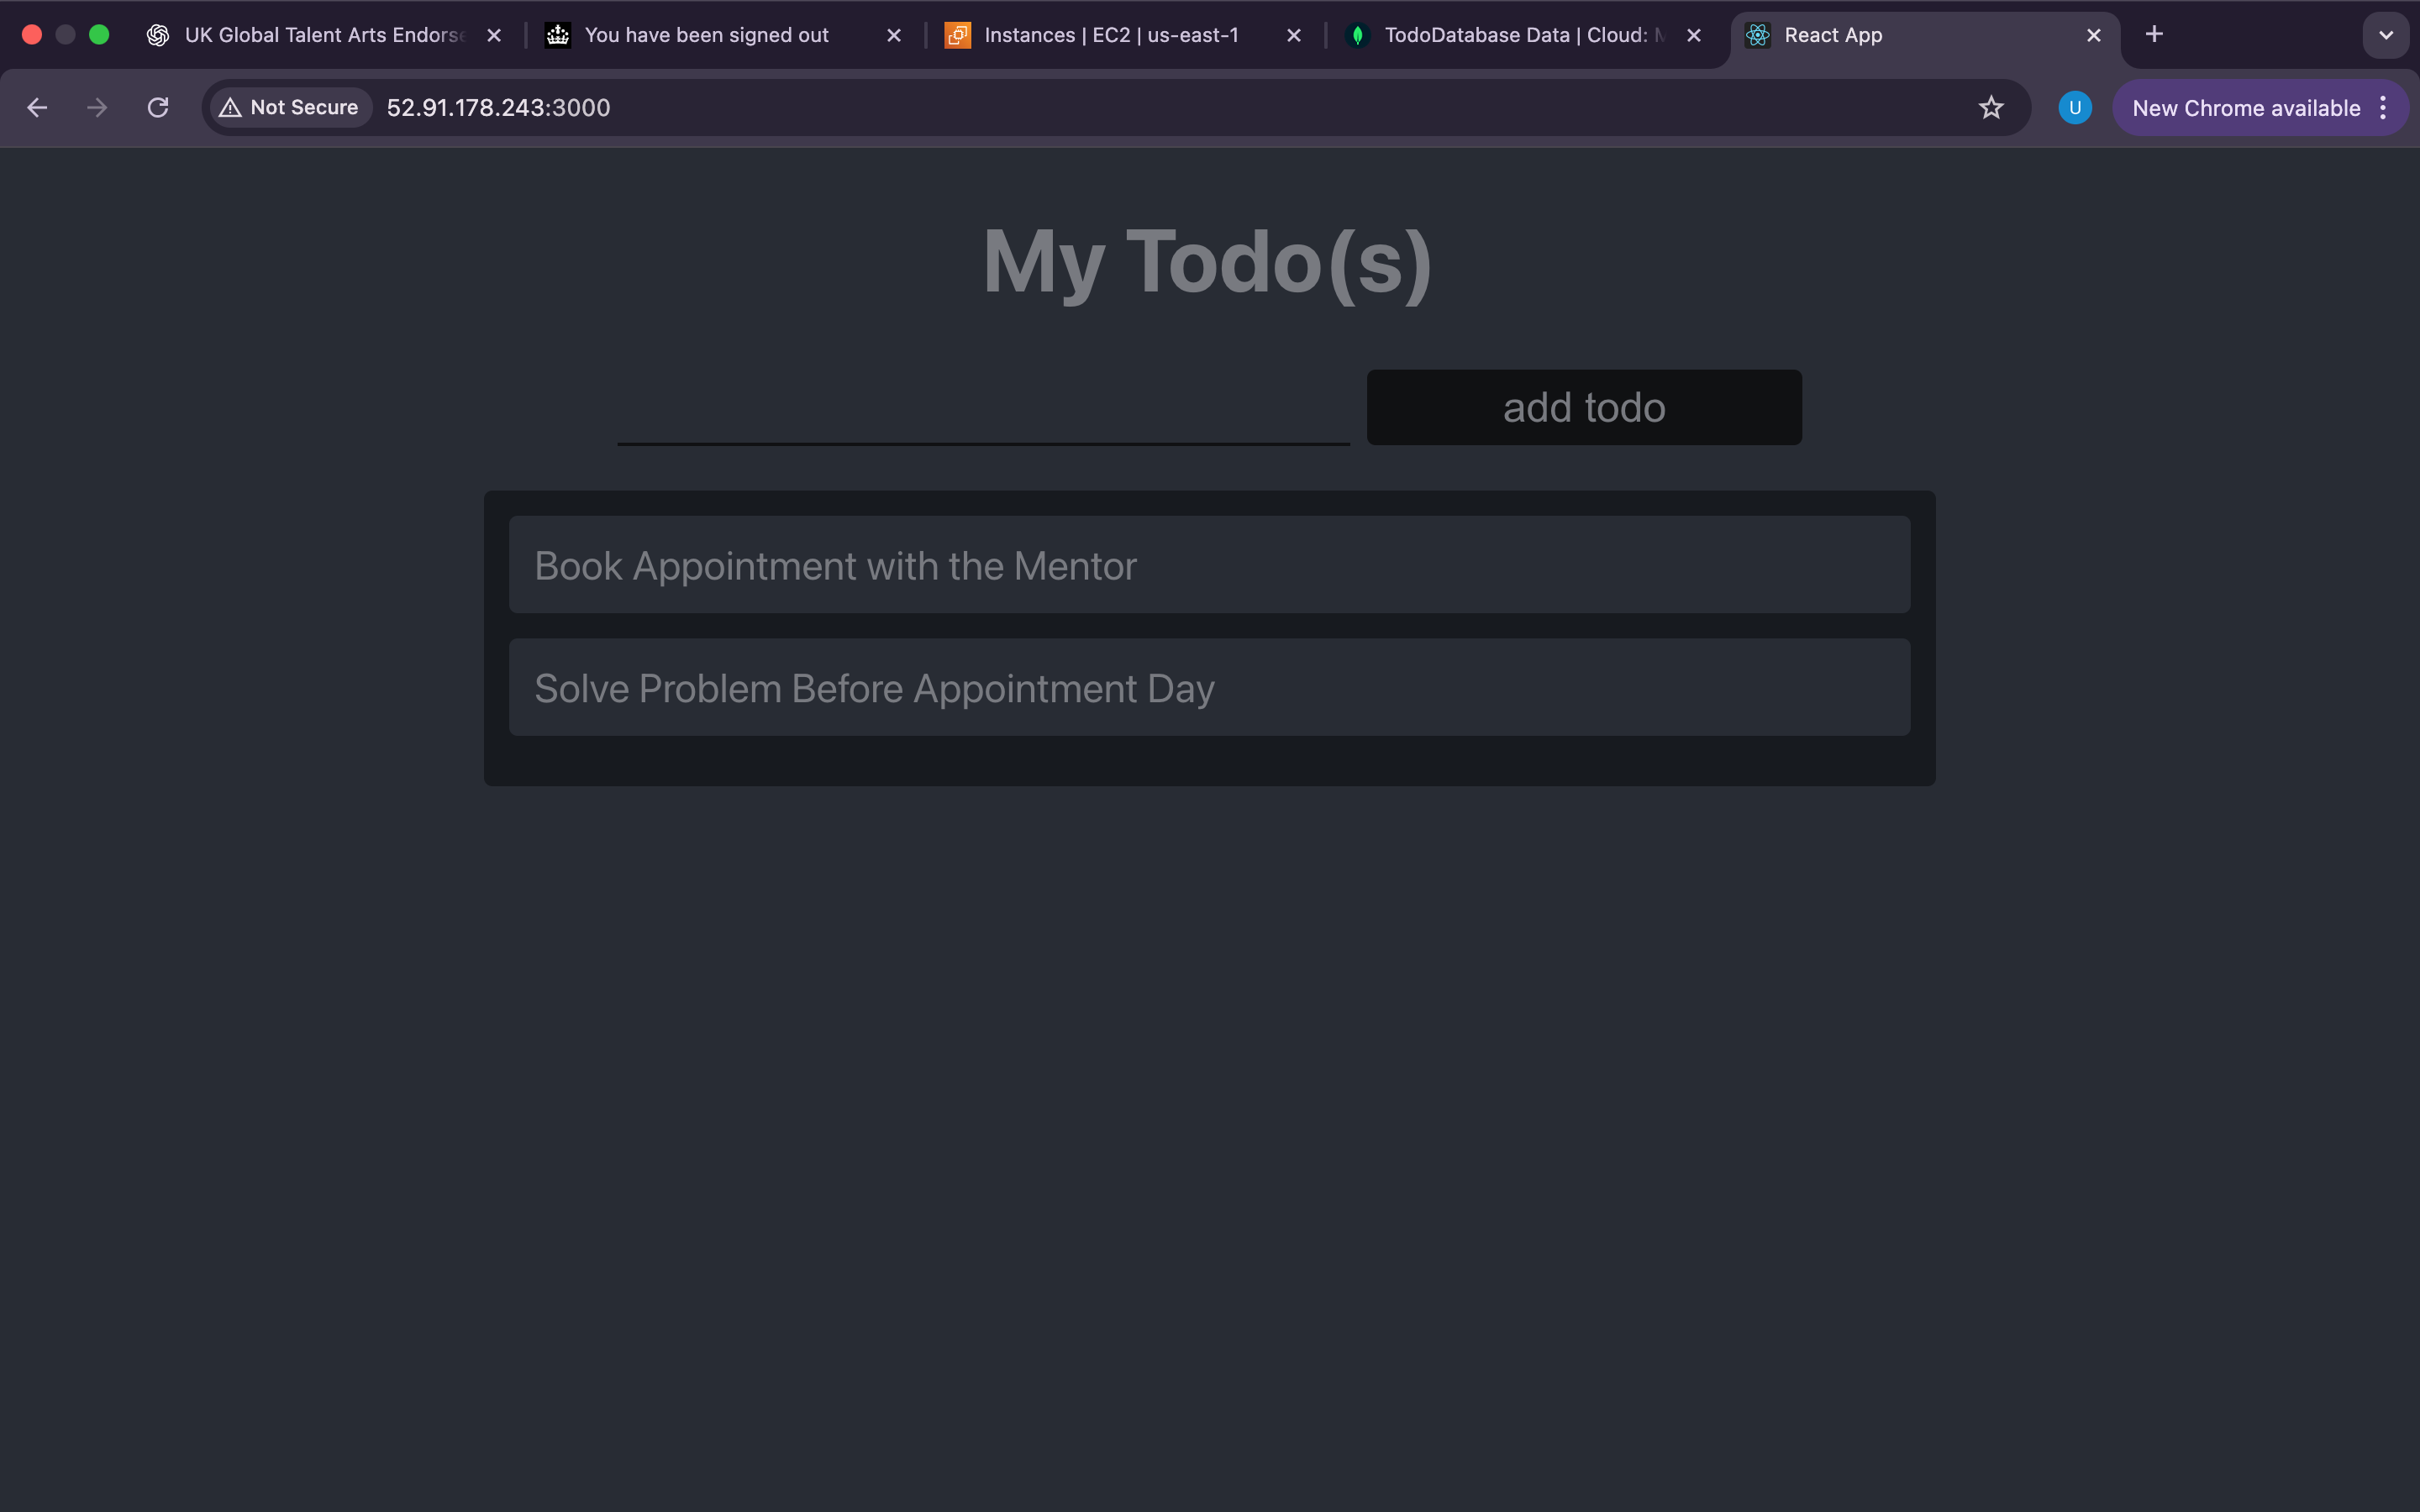 UK Global Talent Arts Endorse
You have been signed out
Instances | EC2 | us-east-1
TodoDatabase Data | Cloud: M
React App
Not Secure
52.91.178.243:3000
U
New Chrome available
My Todo(s)
add todo
Book Appointment with the Mentor
Solve Problem Before Appointment Day